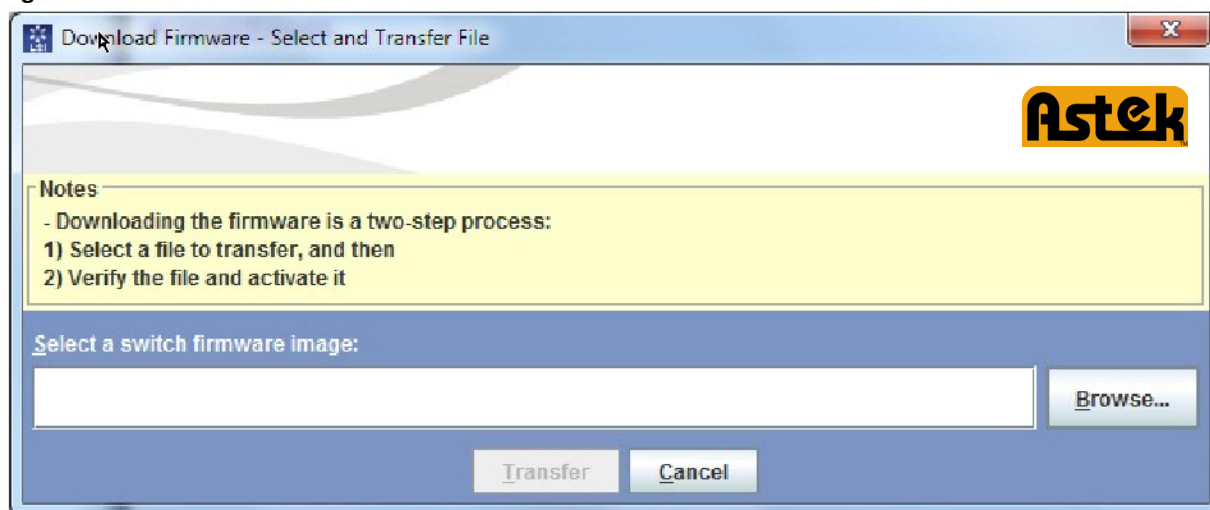 Download Firmware - Select and Transfer File
Astek
Notes
- Downloading the firmware is a two-step process:
1) Select a file to transfer, and then
2) Verify the file and activate it
Select a switch firmware image:
Browse...
Transfer Cancel